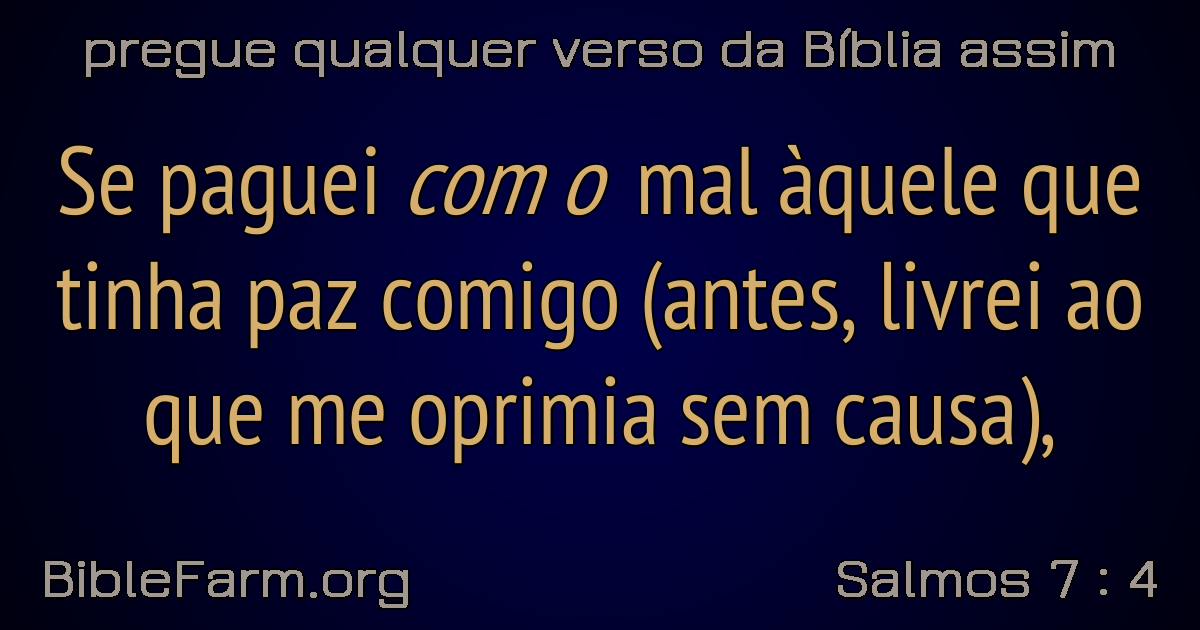 pregue qualquer verso da Bíblia assim
Se paguei com o mal àquele que
tinha paz comigo (antes, livrei ao
que me oprimia sem causa),
BibleFarm.org
Salmos 7 : 4